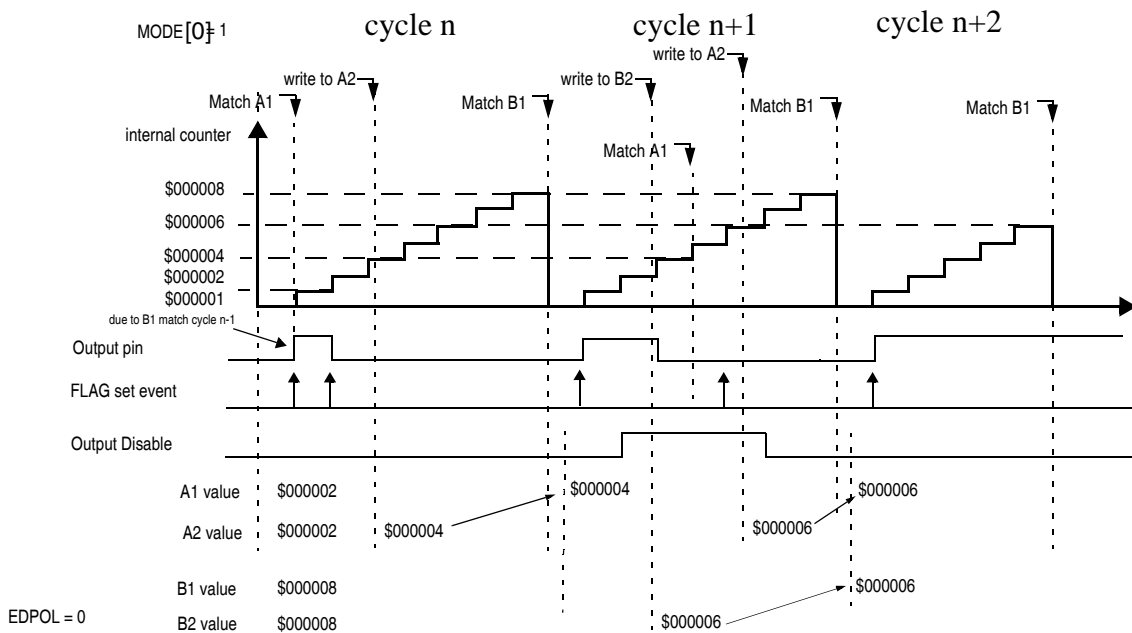 MODE[0]= 1
cycle n
cycle n+1
cycle n+2
write to A2
write to B2
write to A2
Match A1
Match B1
Match B1
Match B1
internal counter
Match A1
$000008
$000006
$000004
$000002
$000001
due to B1 match cycle n-1
Output pin
FLAG set event
Output Disable
A1 value $000002 $000004 $000006
A2 value $000002 $000004 $000006
B1 value $000008 $000006
EDPOL = 0
B2 value $000008 $000006